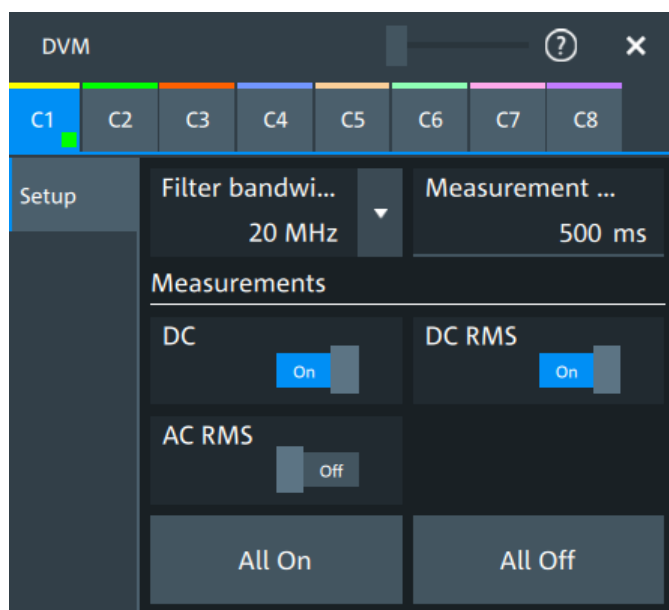 DVM ?
C1 C2 C3 C4 C5 C6 C7 C8
Setup
Filter bandwi... Measurement ...
20 MHz 500 ms
Measurements
DC DC RMS
On On
AC RMS
Off
All On All Off